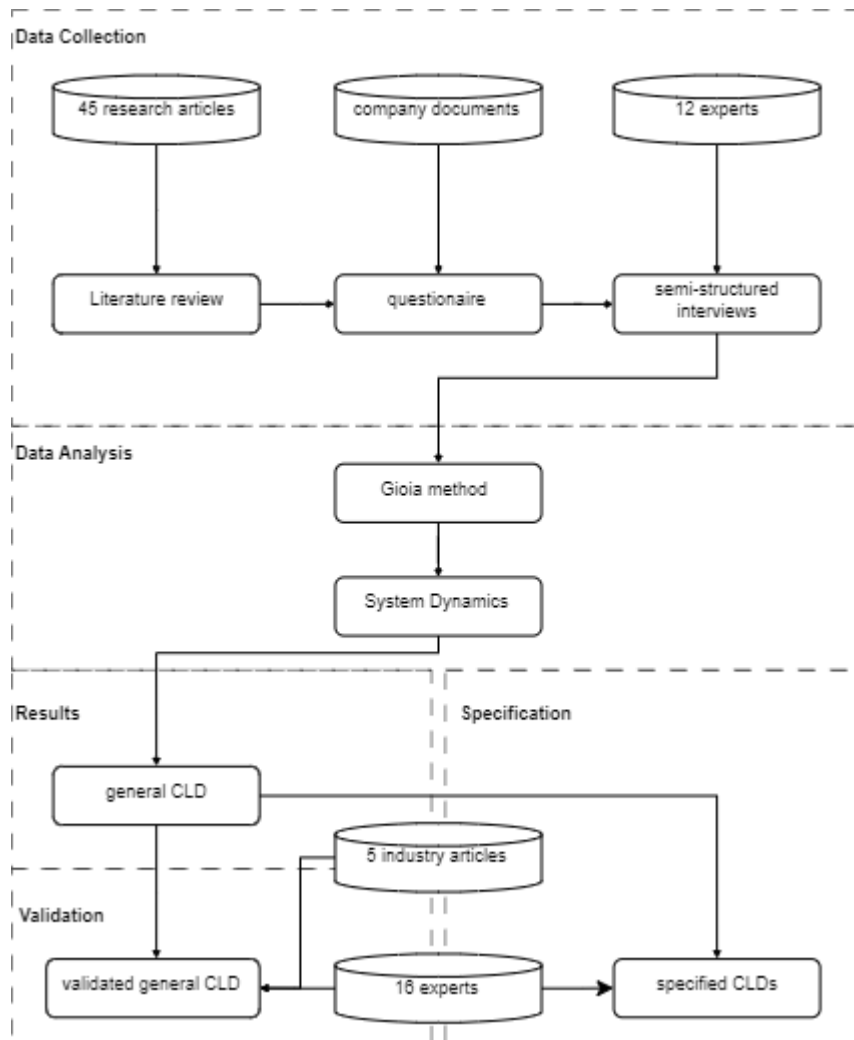 Data Collection
45 research articles
company documents
12 experts
Literature review
questionaire
semi-structured
interviews
Data Analysis
Gioia method
System Dynamics
Results
Specification
general CLD
5 industry articles
Validation
validated general CLD
16 experts
specified CLDs